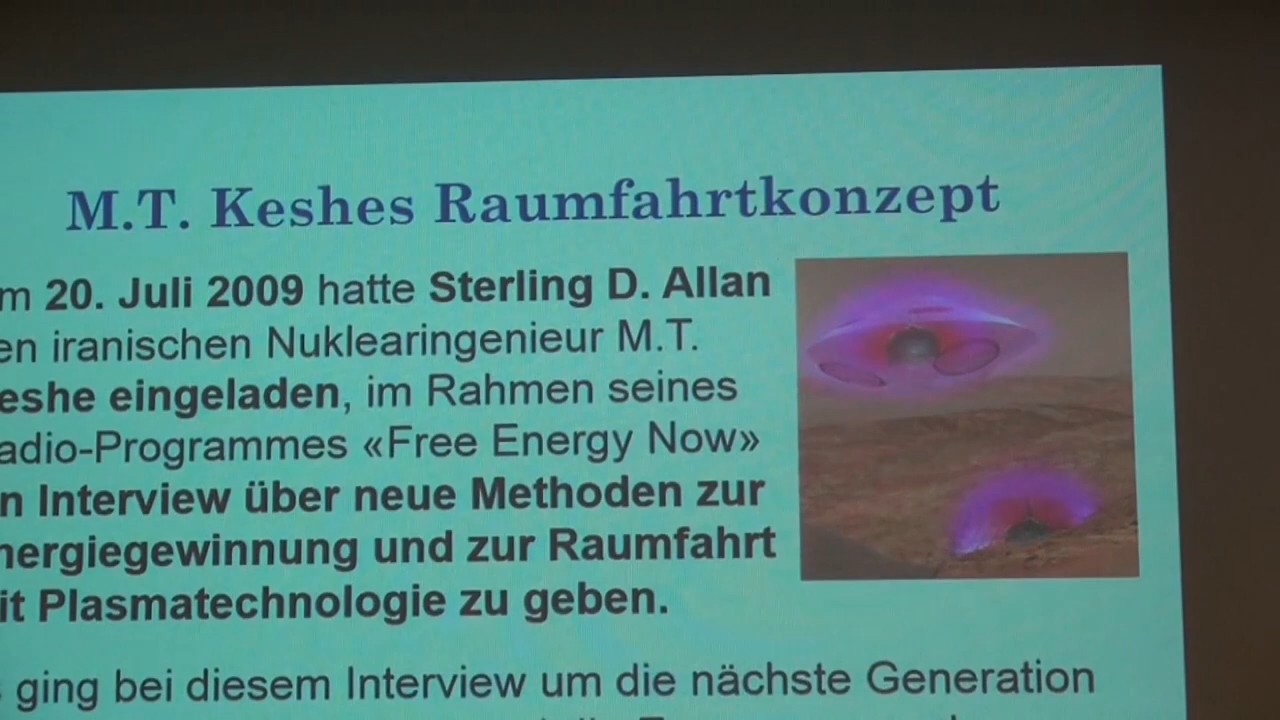 M.T. Keshes Raumfahrtkonzept
m 20. Juli 2009 hatte Sterling D. Allan
en iranischen Nuklearingenieur M.T.
eshe eingeladen, im Rahmen seines
adio-Programmes «Free Energy Now»
n Interview über neue Methoden zur
nergiegewinnung und zur Raumfahrt
it Plasmatechnologie zu geben.
ging bei diesem Interview um die nächste Generation